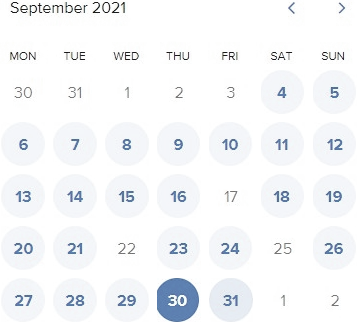 September 2021
MON TUE WED THU FRI SAT SUN
30 31 1 2 3 4 5
6 7 8 9 10 11 12
13 14 15 16 17 18 19
20 21 22 23 24 25 26
27 28 29 30 31 1 2